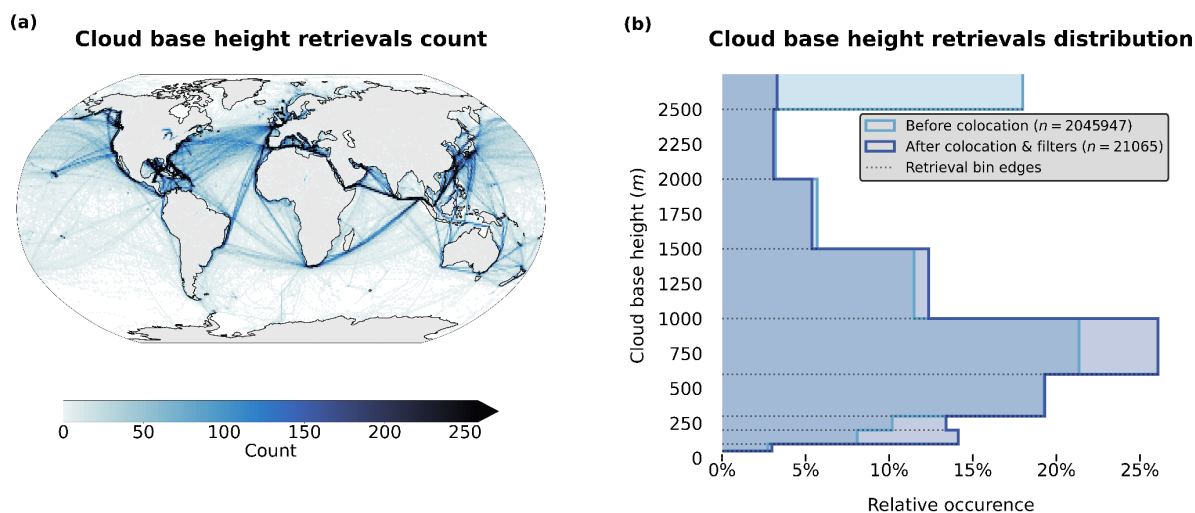 (a)
Cloud base height retrievals count
0
50
100
150
200
250
Count
(b)
Cloud base height retrievals distribution
2500
2250
2000
1750
1500
1250
1000
750
500
250
0
Cloud base height (m)
Before colocation (n = 2045947)
After colocation & filters (n = 21065)
Retrieval bin edges
0%
5%
10%
15%
20%
25%
Relative occurence